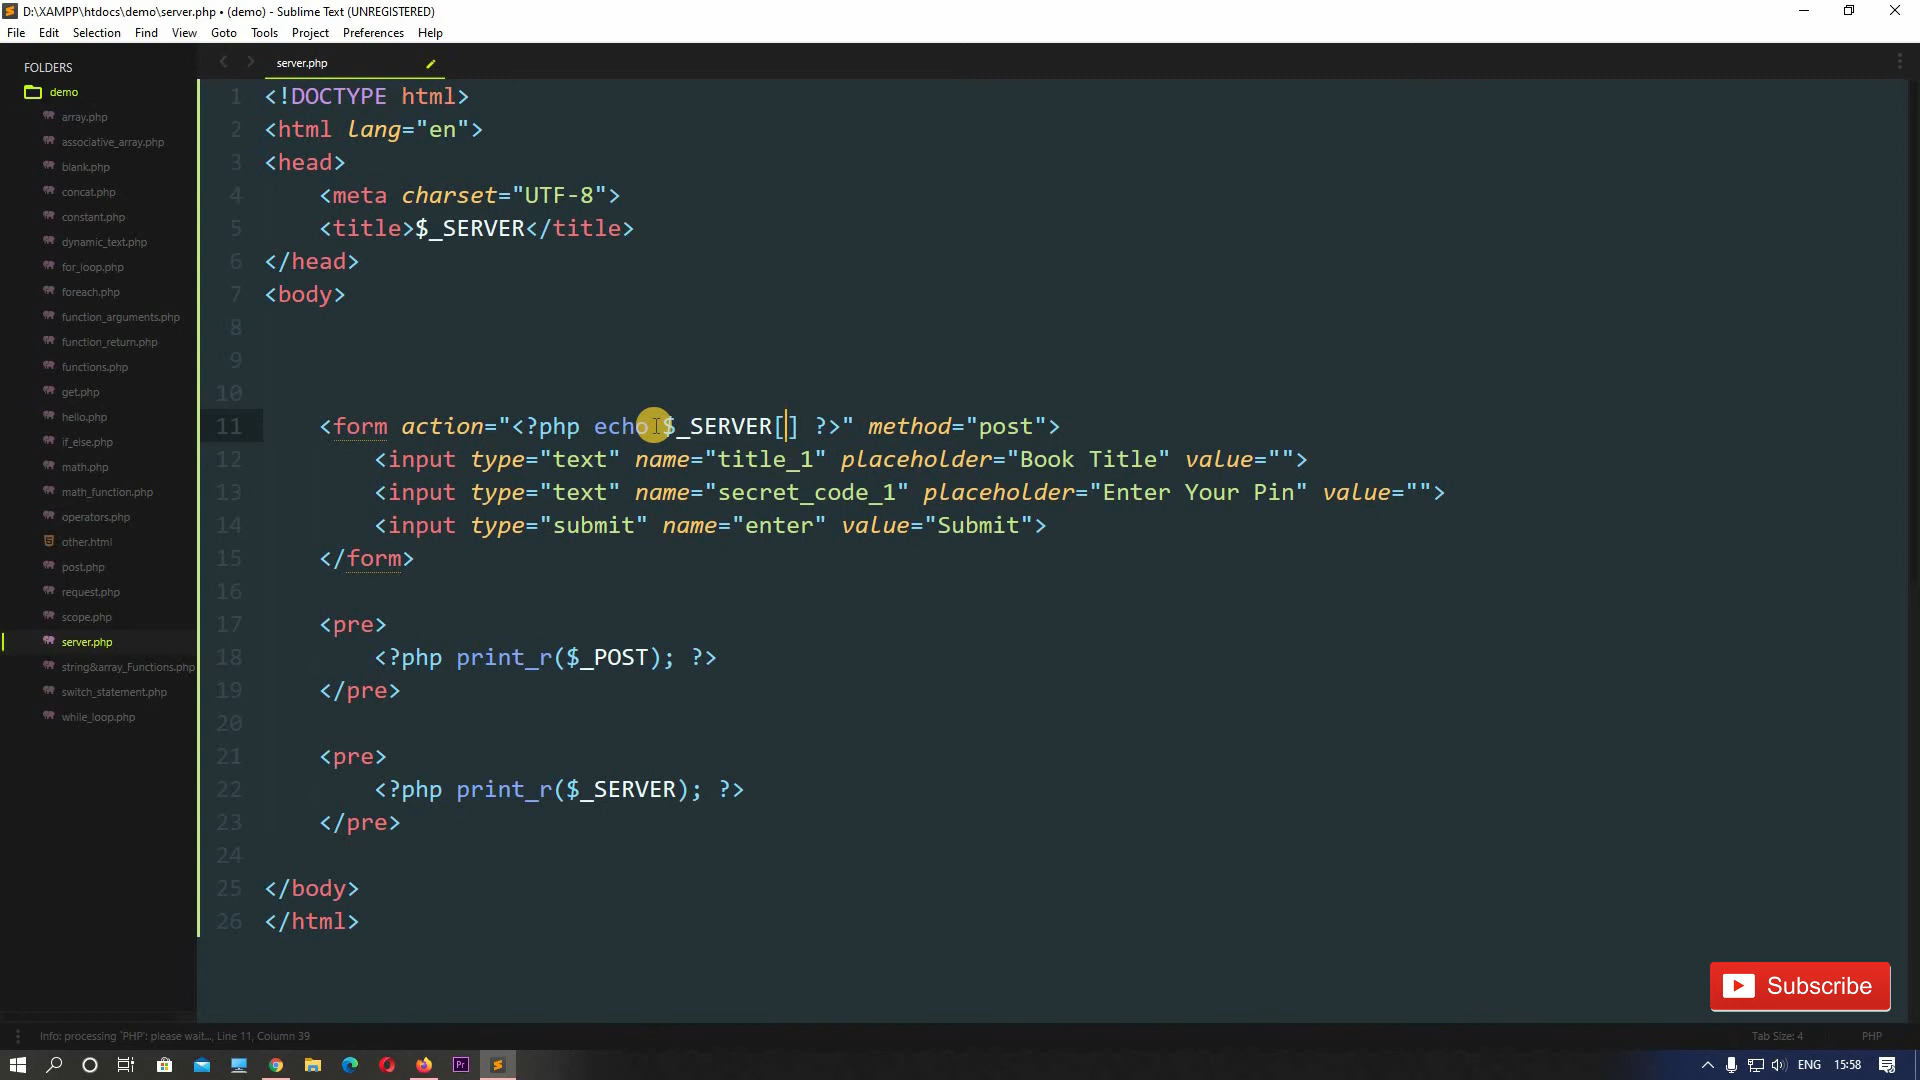 D:\XAMPP\htdocs\demo\server.php • (demo) - Sublime Text (UNREGISTERED)
File Edit Selection Find View Goto Tools Project Preferences Help
FOLDERS
demo
array.php
associative_array.php
blank.php
concat.php
constant.php
dynamic_text.php
for_loop.php
foreach.php
function_arguments.php
function_return.php
functions.php
get.php
hello.php
if_else.php
math.php
math_function.php
operators.php
other.html
post.php
request.php
scope.php
server.php
string&array_Functions.php
switch_statement.php
while_loop.php
server.php
1 <!DOCTYPE html>
2 <html lang="en">
3 <head>
4 <meta charset="UTF-8">
5 <title>$_SERVER</title>
6 </head>
7 <body>
8
9
10
11 <form action="<?php echo $_SERVER[] ?>" method="post">
12 <input type="text" name="title_1" placeholder="Book Title" value="">
13 <input type="text" name="secret_code_1" placeholder="Enter Your Pin" value="">
14 <input type="submit" name="enter" value="Submit">
15 </form>
16
17 <pre>
18 <?php print_r($_POST); ?>
19 </pre>
20
21 <pre>
22 <?php print_r($_SERVER); ?>
23 </pre>
24
25 </body>
26 </html>
Subscribe
Info: processing `PHP': please wait..., Line 11, Column 39
Tab Size: 4 PHP
Pr
ENG 15:58